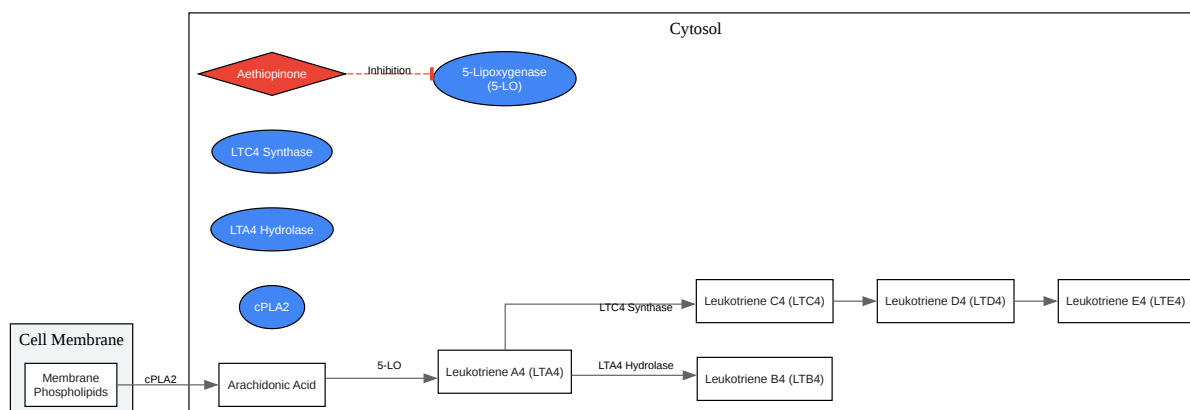 Cytosol
Aethiopinone
Inhibition
5-Lipoxygenase
(5-LO)
LTC4 Synthase
LTA4 Hydrolase
cPLA2
Leukotriene C4 (LTC4)
Leukotriene D4 (LTD4)
Leukotriene E4 (LTE4)
LTC4 Synthase
Cell Membrane
Membrane
Phospholipids
cPLA2
Arachidonic Acid
5-LO
Leukotriene A4 (LTA4)
LTA4 Hydrolase
Leukotriene B4 (LTB4)